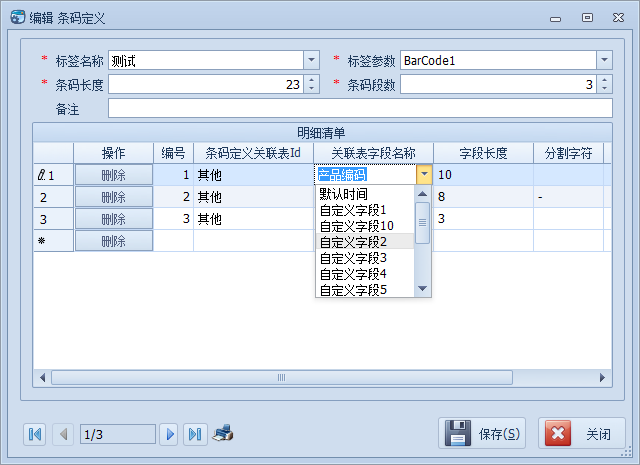 编辑 条码定义
* 标签名称 测试 * 标签参数 BarCode1
* 条码长度 23 * 条码段数 3
备注
明细清单
操作 编号 条码定义关联表Id 关联表字段名称 字段长度 分割字符
1 删除 1 其他 产品编码 10
2 删除 2 其他 8 -
3 删除 3 其他 3
* 删除
默认时间
自定义字段1
自定义字段10
自定义字段2
自定义字段3
自定义字段4
自定义字段5
1/3 保存(S) 关闭